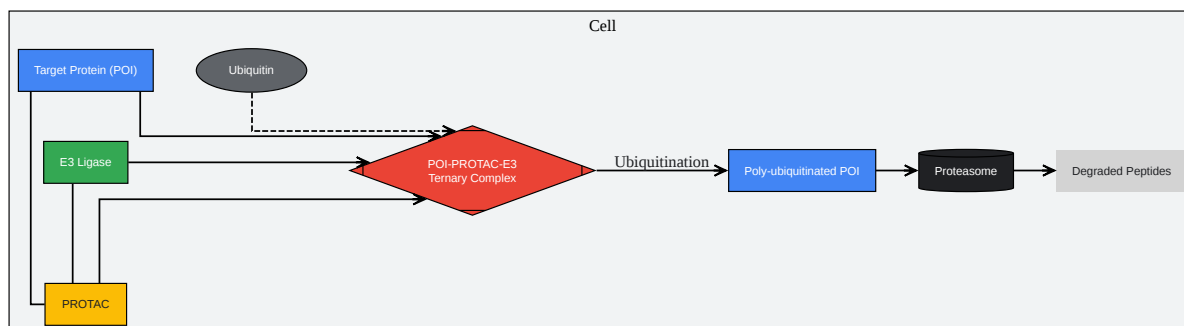 Cell
Target Protein (POI)
Ubiquitin
E3 Ligase
POI-PROTAC-E3
Ternary Complex
Ubiquitination
Poly-ubiquitinated POI
Proteasome
Degraded Peptides
PROTAC